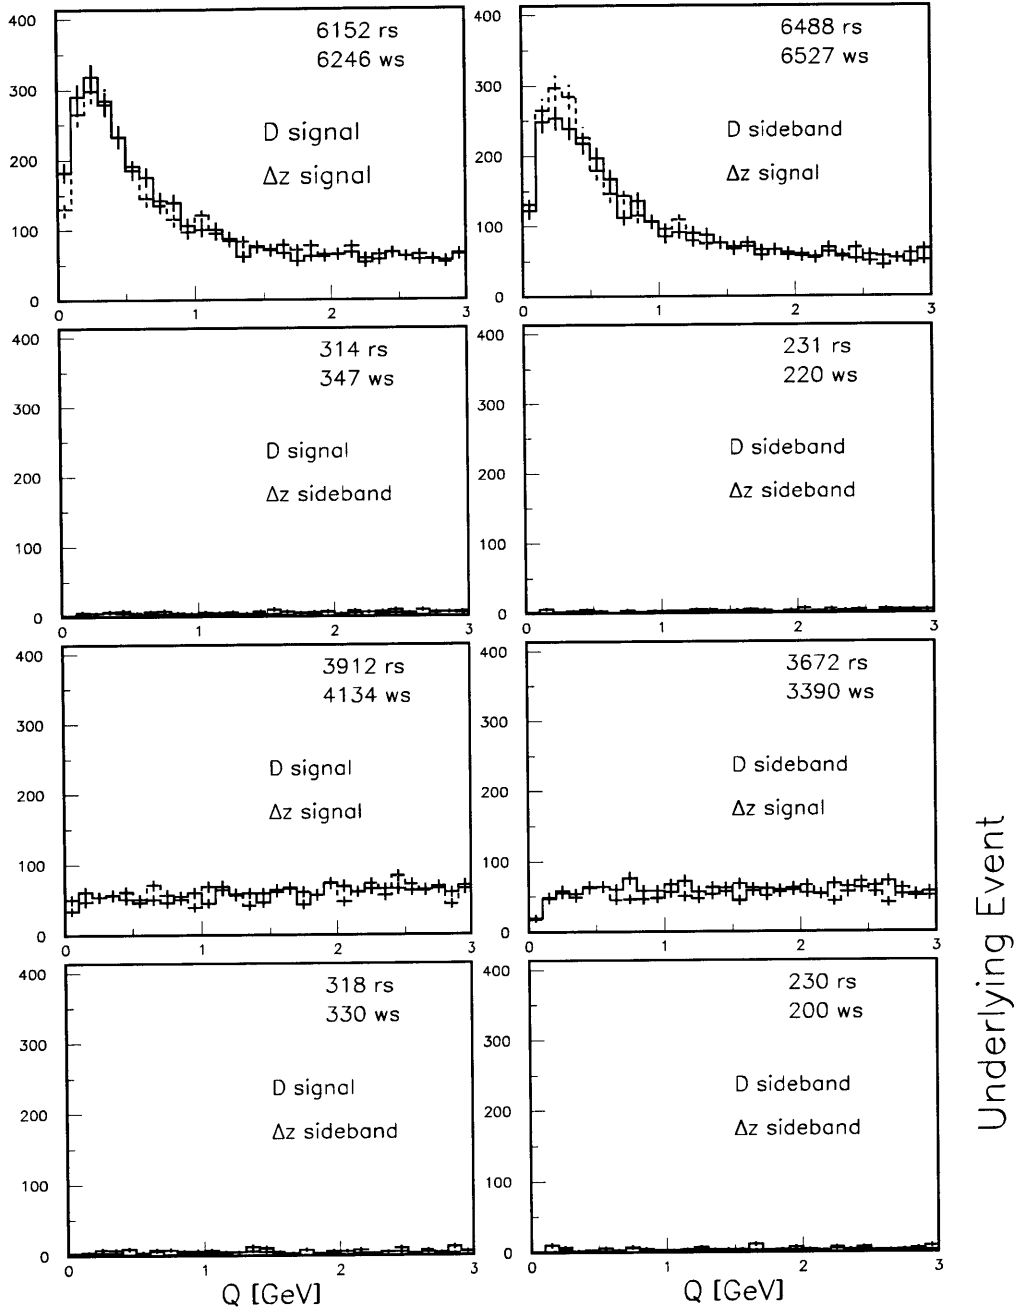 400
300
200
100
0
0
1
2
3
6152 rs
6246 ws
D signal
Δz signal
400
300
200
100
0
0
1
2
3
6488 rs
6527 ws
D sideband
Δz signal
400
300
200
100
0
0
1
2
3
314 rs
347 ws
D signal
Δz sideband
400
300
200
100
0
0
1
2
3
231 rs
220 ws
D sideband
Δz sideband
400
300
200
100
0
0
1
2
3
3912 rs
4134 ws
D signal
Δz signal
400
300
200
100
0
0
1
2
3
3672 rs
3390 ws
D sideband
Δz signal
400
300
200
100
0
0
1
2
3
318 rs
330 ws
D signal
Δz sideband
Q [GeV]
400
300
200
100
0
0
1
2
3
230 rs
200 ws
D sideband
Δz sideband
Q [GeV]
Underlying Event